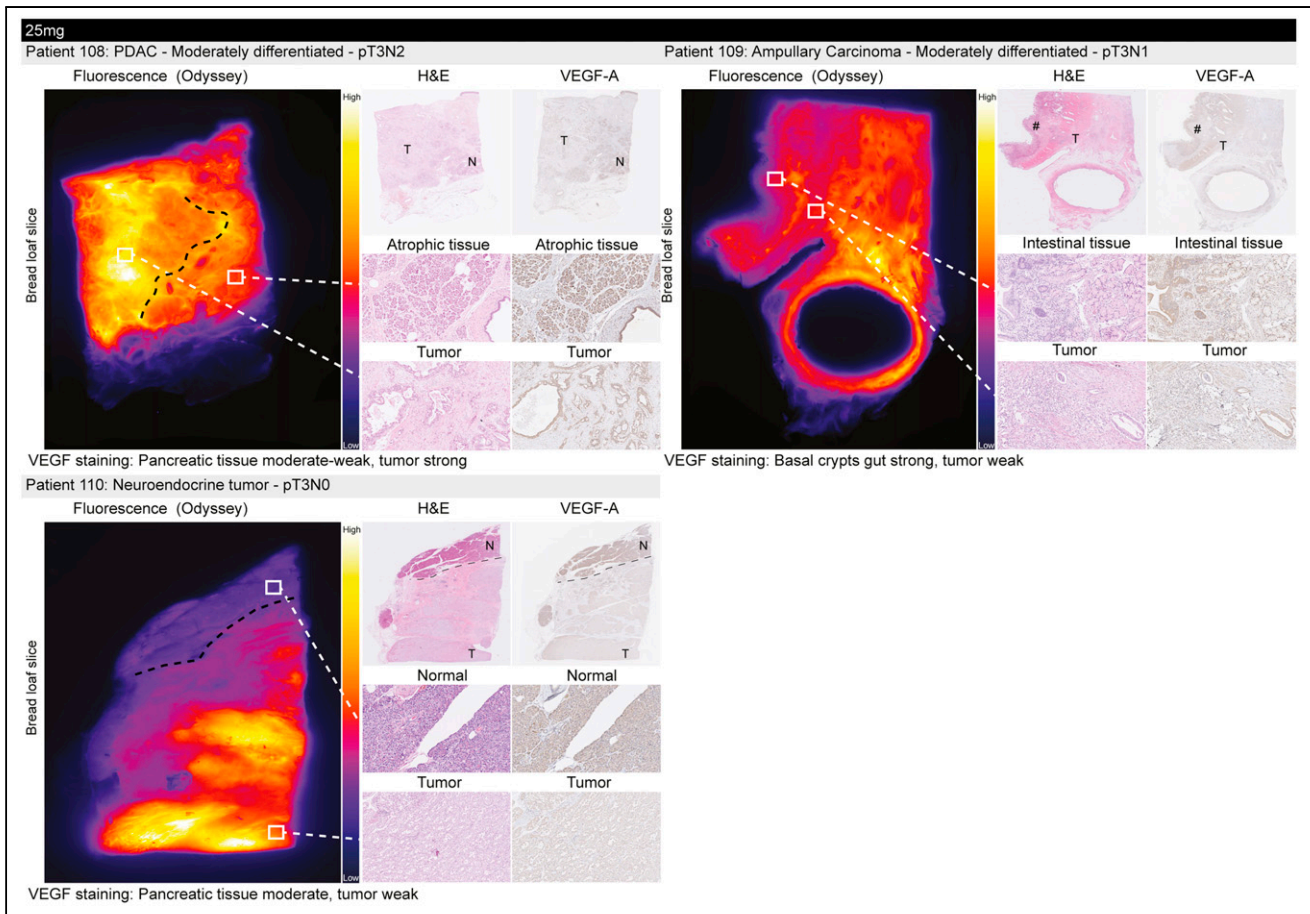 25mg
Patient 108: PDAC - Moderately differentiated - pT3N2
Fluorescence (Odyssey)
H&E
VEGF-A
Bread loaf slice
High
Low
T
N
T
N
Atrophic tissue
Atrophic tissue
Tumor
Tumor
VEGF staining: Pancreatic tissue moderate-weak, tumor strong
Patient 109: Ampullary Carcinoma - Moderately differentiated - pT3N1
Fluorescence (Odyssey)
H&E
VEGF-A
Bread loaf slice
High
Low
#
T
#
T
Intestinal tissue
Intestinal tissue
Tumor
Tumor
VEGF staining: Basal crypts gut strong, tumor weak
Patient 110: Neuroendocrine tumor - pT3N0
Fluorescence (Odyssey)
H&E
VEGF-A
Bread loaf slice
High
Low
N
T
N
T
Normal
Normal
Tumor
Tumor
VEGF staining: Pancreatic tissue moderate, tumor weak